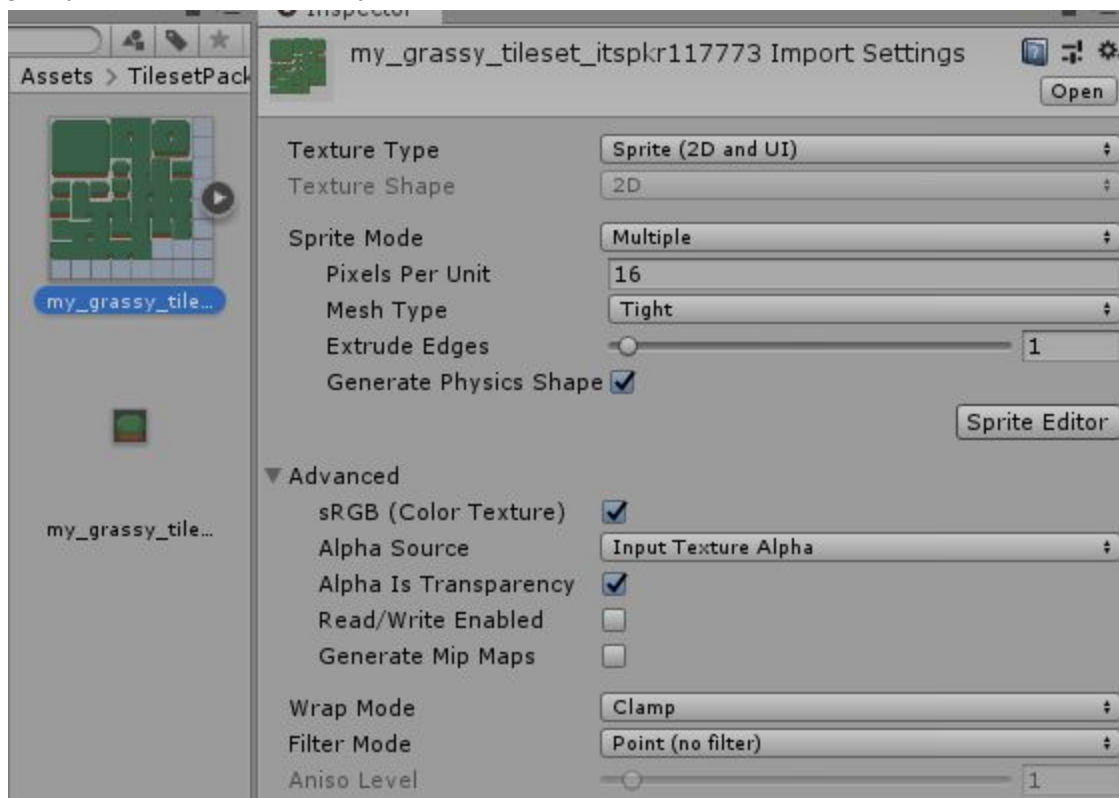 Inspector
my_grassy_tileset_itspkr117773 Import Settings
Open
Assets > TilesetPack
my_grassy_tile...
my_grassy_tile...
Texture Type Sprite (2D and UI)
Texture Shape 2D
Sprite Mode Multiple
Pixels Per Unit 16
Mesh Type Tight
Extrude Edges 1
Generate Physics Shape
Sprite Editor
Advanced
sRGB (Color Texture)
Alpha Source Input Texture Alpha
Alpha Is Transparency
Read/Write Enabled
Generate Mip Maps
Wrap Mode Clamp
Filter Mode Point (no filter)
Aniso Level 1